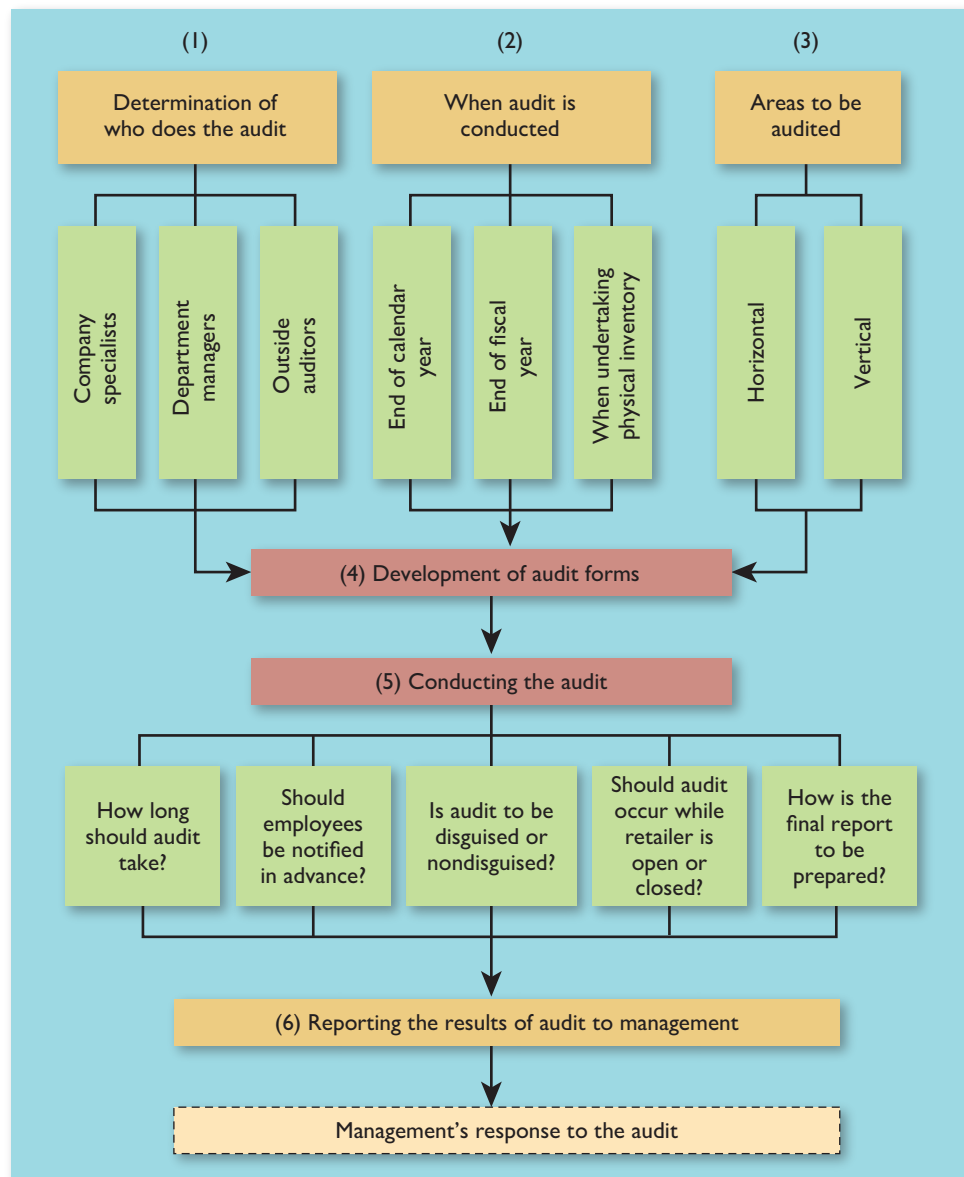 (1)
(2)
(3)
Determination of
who does the audit
When audit is
conducted
Areas to be
audited
Company
specialists
Department
managers
Outside
auditors
End of calendar
year
End of fiscal
year
When undertaking
physical inventory
Horizontal
Vertical
(4) Development of audit forms
(5) Conducting the audit
How long
should audit
take?
Should
employees
be notified
in advance?
Is audit to be
disguised or
nondisguised?
Should audit
occur while
retailer is
open or
closed?
How is the
final report
to be
prepared?
(6) Reporting the results of audit to management
Management’s response to the audit